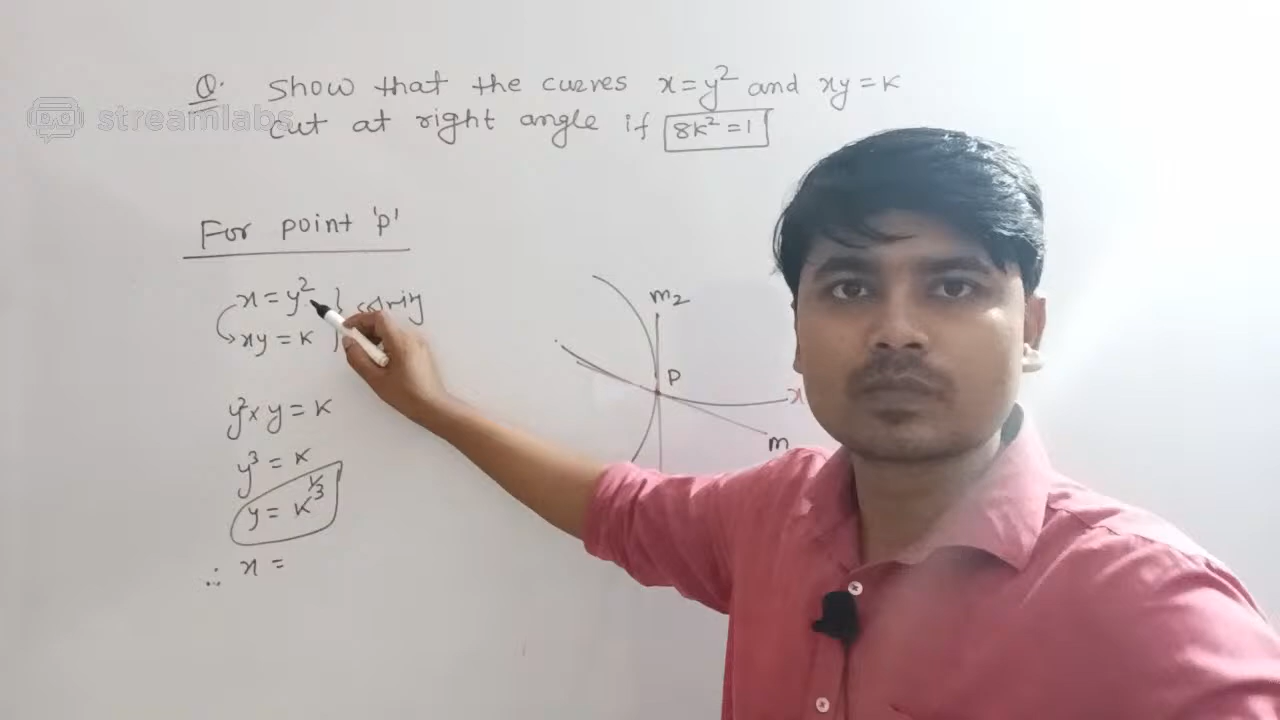 streamlabs
Q. Show that the curves x=y² and xy=k
cut at right angle if 8k²=1
For point 'p'
x=y²
xy=k
y²×y=k
y³=k
y=k^1/3
∴ x=
m₂
P
x
m